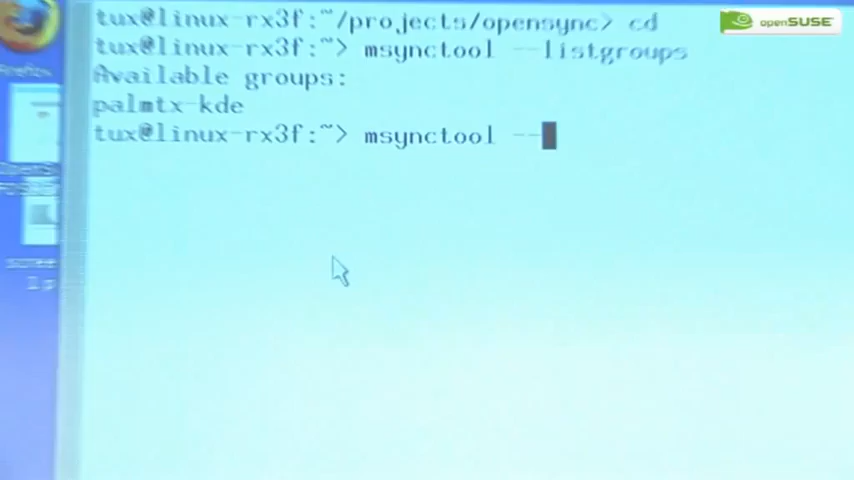 tux@linux-rx3f:~/projects/opensync> cd
tux@linux-rx3f:~> msynctool --listgroups
Available groups:
palmtx-kde
tux@linux-rx3f:~> msynctool --
openSUSE
Firefox